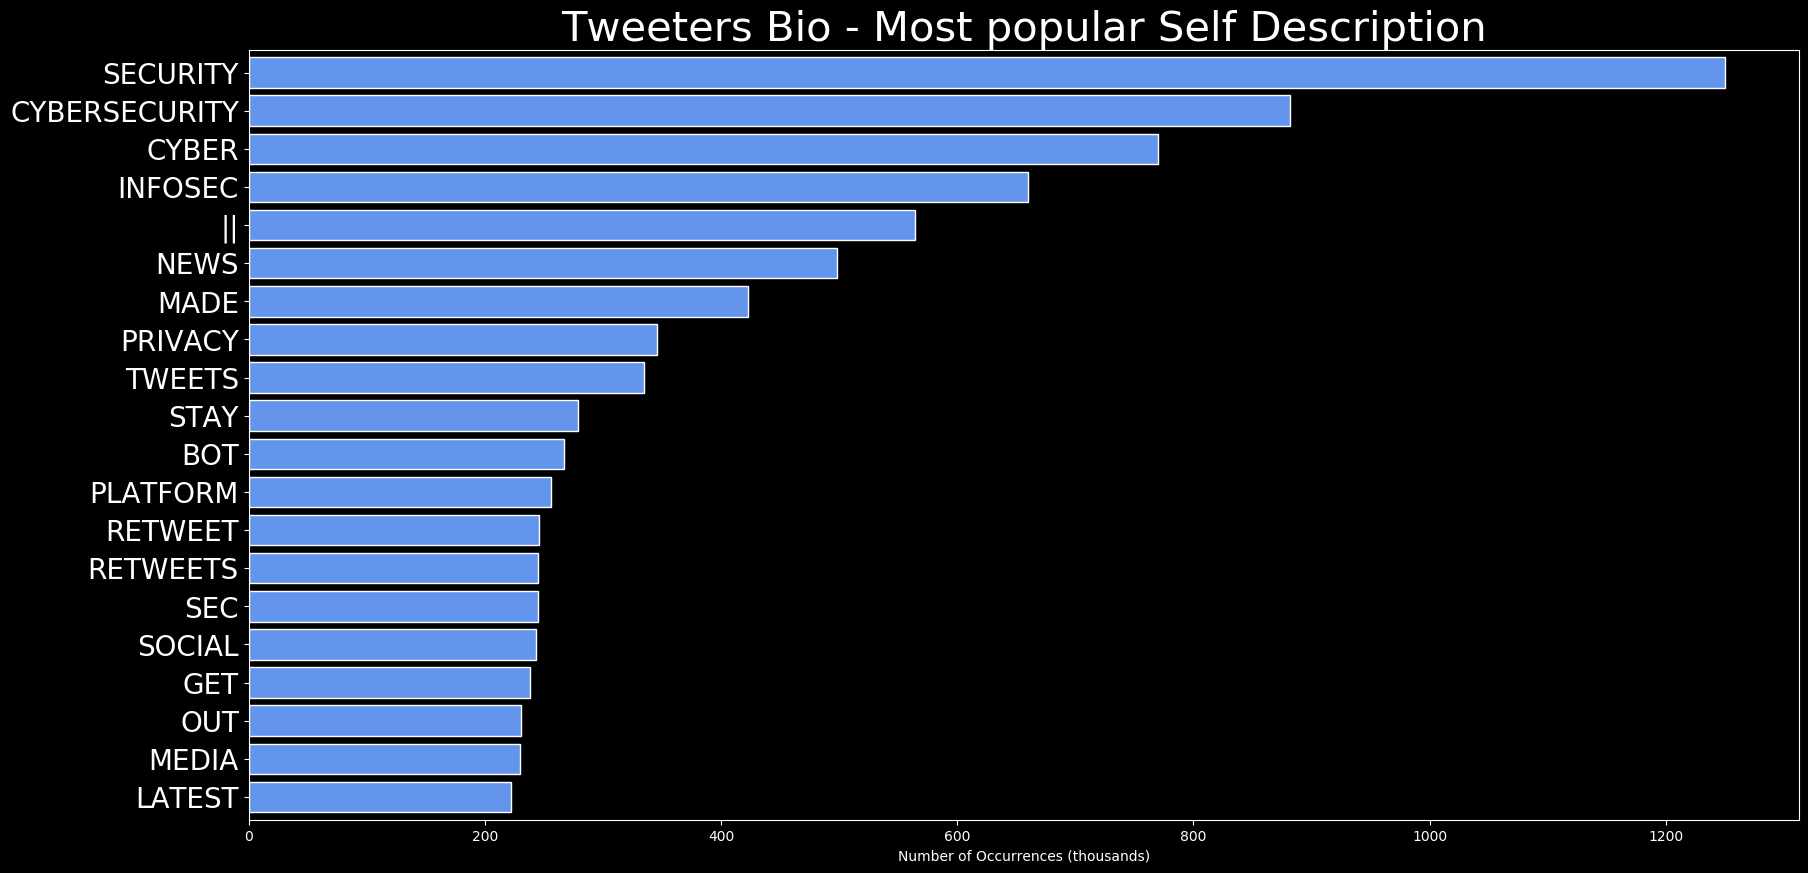 Tweeters Bio - Most popular Self Description
SECURITY
CYBERSECURITY
CYBER
INFOSEC
||
NEWS
MADE
PRIVACY
TWEETS
STAY
BOT
PLATFORM
RETWEET
RETWEETS
SEC
SOCIAL
GET
OUT
MEDIA
LATEST
0 200 400 600 800 1000 1200
Number of Occurrences (thousands)